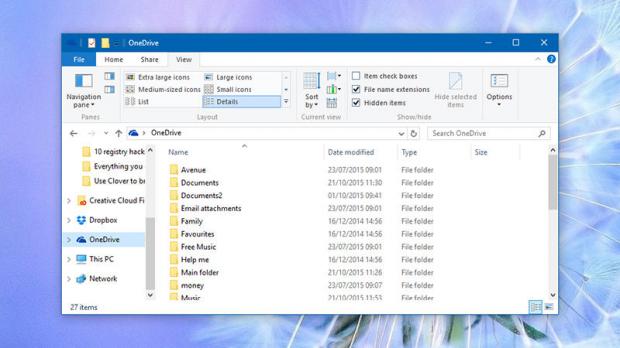 OneDrive
File Home Share View
Navigation pane
Panes
Extra large icons Large icons
Medium-sized icons Small icons
List Details
Layout
Sort by
Current view
Item check boxes
File name extensions
Hidden items
Hide selected items
Show/hide
Options
OneDrive
Search OneDrive
10 registry hack
Everything you
Use Clover to br
Creative Cloud Fi
Dropbox
OneDrive
This PC
Network
Name Date modified Type Size
Avenue 23/07/2015 09:01 File folder
Documents 21/10/2015 11:30 File folder
Documents2 01/10/2015 09:41 File folder
Email attachments 23/07/2015 09:01 File folder
Family 16/12/2014 14:56 File folder
Favourites 16/12/2014 14:56 File folder
Free Music 23/07/2015 09:01 File folder
Help me 16/12/2014 14:56 File folder
Main folder 21/10/2015 11:26 File folder
money 23/07/2015 09:07 File folder
Music 21/10/2015 11:53 File folder
27 items